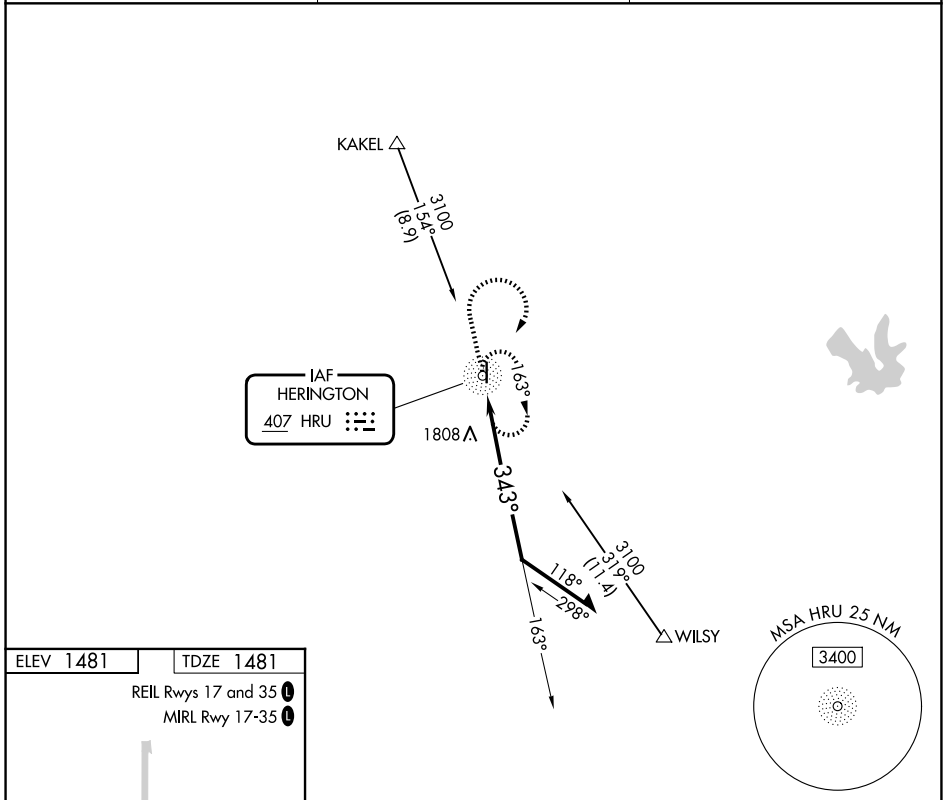 KAKEL
3100
154°
(8.9)
IAF
HERINGTON
407 HRU
163°
1808
343°
3100
319°
(11.4)
118°
298°
163°
WILSY
MSA HRU 25 NM
3400
ELEV 1481
TDZE 1481
REIL Rwys 17 and 35 L
MIRL Rwy 17-35 L